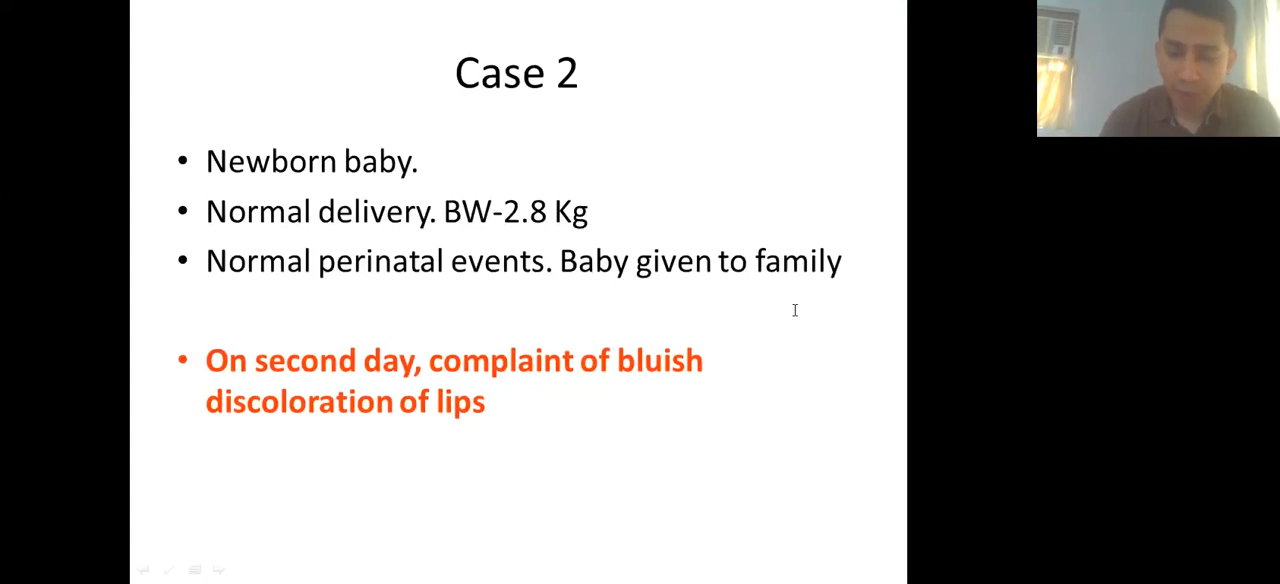 Case 2
• Newborn baby.
• Normal delivery. BW-2.8 Kg
• Normal perinatal events. Baby given to family
• On second day, complaint of bluish
discoloration of lips